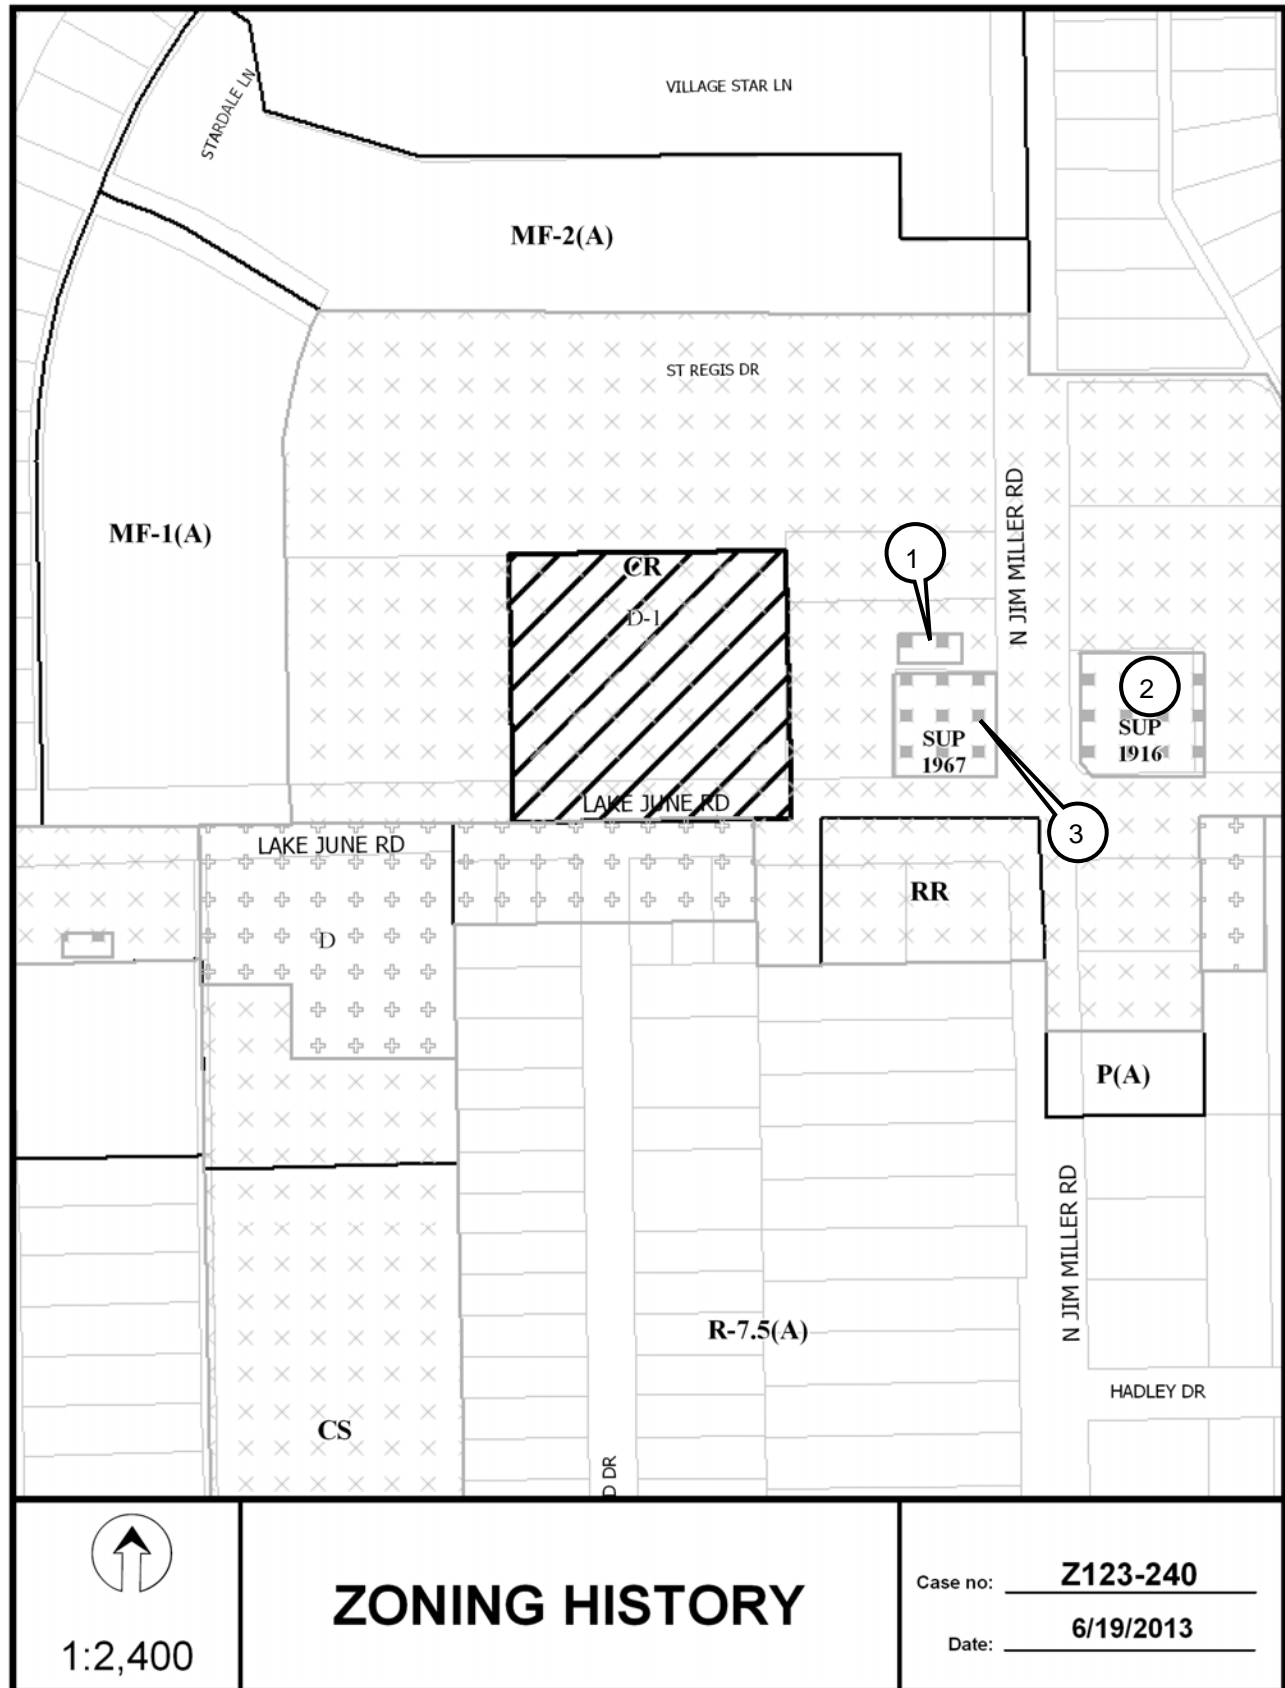 VILLAGE STAR LN
STARDALE LN
MF-2(A)
ST REGIS DR
MF-1(A)
N JIM MILLER RD
CR
D-1
1
2
SUP
1967
SUP
1916
LAKE JUNE RD
3
LAKE JUNE RD
RR
D
P(A)
N JIM MILLER RD
R-7.5(A)
HADLEY DR
CS
D DR
1:2,400
ZONING HISTORY
Case no: Z123-240
Date: 6/19/2013